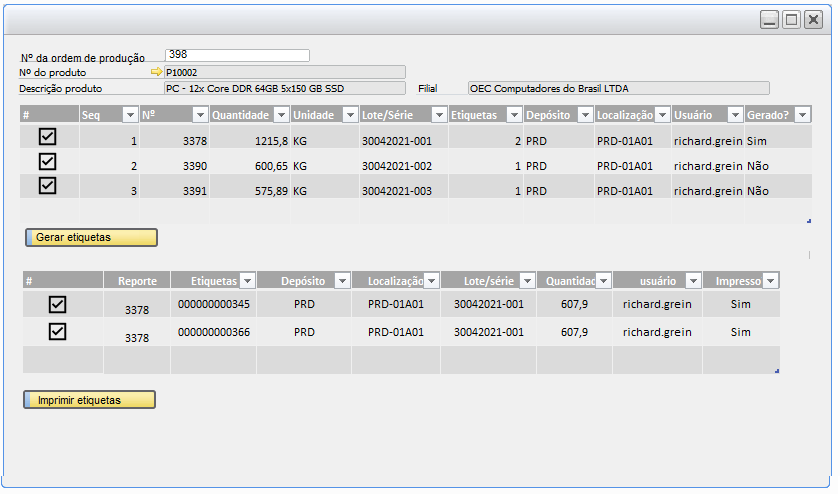 Nº da ordem de produção 398
Nº do produto P10002
Descrição produto PC - 12x Core DDR 64GB 5x150 GB SSD Filial OEC Computadores do Brasil LTDA
# Seq Nº Quantidade Unidade Lote/Série Etiquetas Depósito Localização Usuário Gerado?
1 3378 1215,8 KG 30042021-001 2 PRD PRD-01A01 richard.grein Sim
2 3390 600,65 KG 30042021-002 1 PRD PRD-01A01 richard.grein Não
3 3391 575,89 KG 30042021-003 1 PRD PRD-01A01 richard.grein Não
Gerar etiquetas
# Reporte Etiquetas Depósito Localização Lote/série Quantidad usuário Impresso
3378 000000000345 PRD PRD-01A01 30042021-001 607,9 richard.grein Sim
3378 000000000366 PRD PRD-01A01 30042021-001 607,9 richard.grein Sim
Imprimir etiquetas